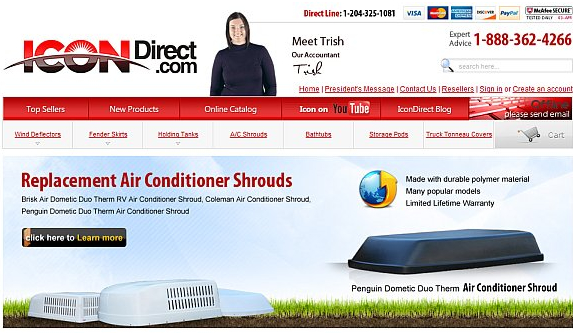 Direct Line: 1-204-325-1081
VISA
DISCOVER
PayPal
McAFEE SECURE
ICON Direct .com
Meet Trish
Our Accountant
Trish
Expert Advice 1-888-362-4266
search here...
Home | President's Message | Contact Us | Resellers | Sign in or Create an account
Top Sellers New Products Online Catalog Icon on YouTube IconDirect Blog
please send email
Wind Deflectors Fender Skirts Holding Tanks A/C Shrouds Bathtubs Storage Pods Truck Tonneau Covers Cart
Replacement Air Conditioner Shrouds
Brisk Air Dometic Duo Therm RV Air Conditioner Shroud, Coleman Air Conditioner Shroud,
Penguin Dometic Duo Therm Air Conditioner Shroud
click here to Learn more
Made with durable polymer material
Many popular models
Limited Lifetime Warranty
Penguin Dometic Duo Therm Air Conditioner Shroud